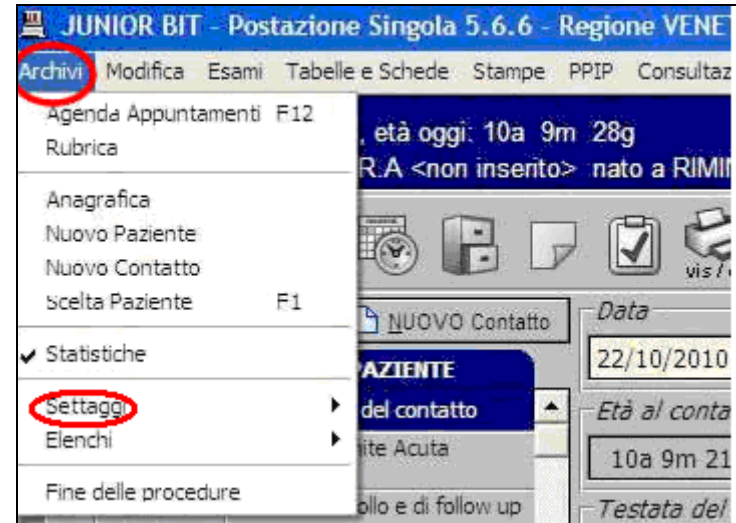 JUNIOR BIT - Postazione Singola 5.6.6 - Regione VENET
Archivi Modifica Esami Tabelle e Schede Stampe PPIP Consultaz
Agenda Appuntamenti F12
Rubrica
Anagrafica
Nuovo Paziente
Nuovo Contatto
Scelta Paziente F1
Statistiche
Settaggi
Elenchi
Fine delle procedure
, età oggi: 10a 9m 28g
R.A <non inserito> nato a RIMI
vis /
NUOVO Contatto
PAZIENTE
del contatto
ite Acuta
ollo e di follow up
Data
22/10/2010
Età al conta
10a 9m 21
Testata del